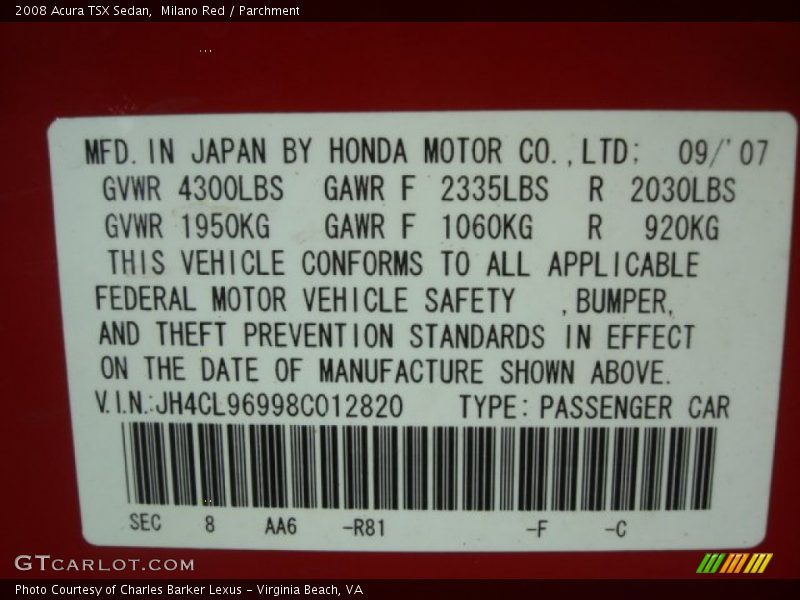 2008 Acura TSX Sedan,  Milano Red / Parchment
MFD. IN JAPAN BY HONDA MOTOR CO., LTD: 09/'07
GVWR 4300LBS GAWR F 2335LBS R 2030LBS
GVWR 1950KG GAWR F 1060KG R 920KG
THIS VEHICLE CONFORMS TO ALL APPLICABLE
FEDERAL MOTOR VEHICLE SAFETY , BUMPER,
AND THEFT PREVENTION STANDARDS IN EFFECT
ON THE DATE OF MANUFACTURE SHOWN ABOVE.
V.I.N.:JH4CL96998C012820 TYPE: PASSENGER CAR
SEC 8 AA6 -R81 -F -C
GTCARLOT.COM
Photo Courtesy of Charles Barker Lexus - Virginia Beach, VA